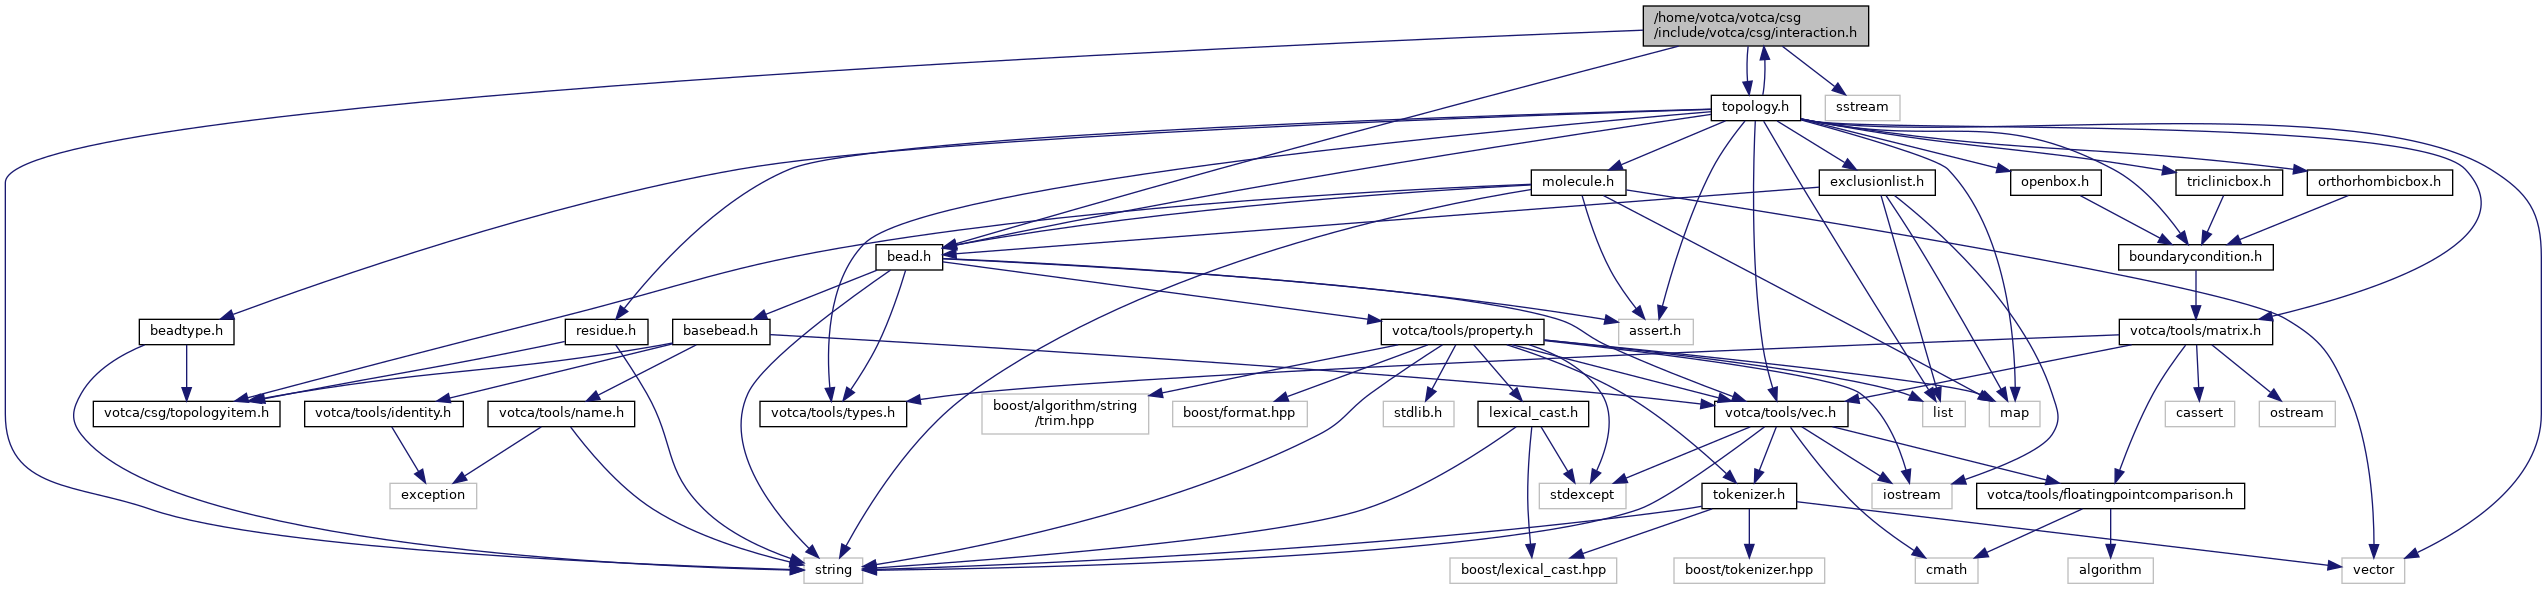 /home/votca/votca/csg
/include/votca/csg/interaction.h
topology.h
sstream
molecule.h
exclusionlist.h
openbox.h
triclinicbox.h
orthorhombicbox.h
bead.h
boundarycondition.h
beadtype.h
residue.h
basebead.h
votca/tools/property.h
assert.h
votca/tools/matrix.h
votca/csg/topologyitem.h
votca/tools/identity.h
votca/tools/name.h
votca/tools/types.h
boost/algorithm/string
/trim.hpp
boost/format.hpp
stdlib.h
lexical_cast.h
votca/tools/vec.h
list
map
cassert
ostream
exception
stdexcept
tokenizer.h
iostream
votca/tools/floatingpointcomparison.h
string
boost/lexical_cast.hpp
boost/tokenizer.hpp
cmath
algorithm
vector